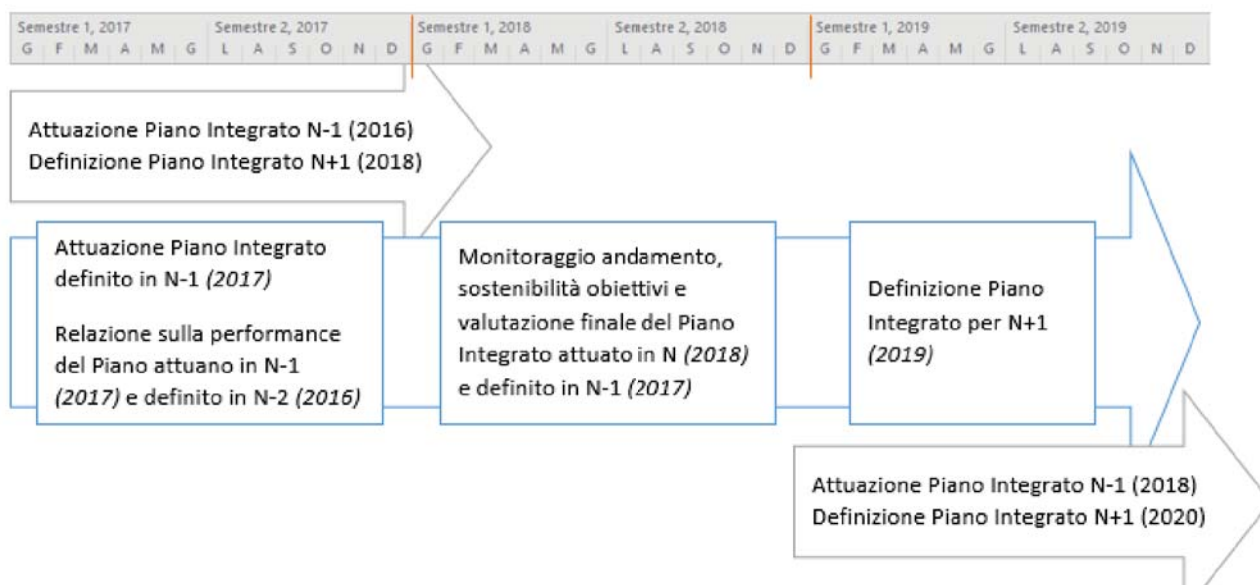 Semestre 1, 2017 Semestre 2, 2017 Semestre 1, 2018 Semestre 2, 2018 Semestre 1, 2019 Semestre 2, 2019
G F M A M G L A S O N D G F M A M G L A S O N D G F M A M G L A S O N D
Attuazione Piano Integrato N-1 (2016)
Definizione Piano Integrato N+1 (2018)
Attuazione Piano Integrato
definito in N-1 (2017)
Relazione sulla performance
del Piano attuano in N-1
(2017) e definito in N-2 (2016)
Monitoraggio andamento,
sostenibilità obiettivi e
valutazione finale del Piano
Integrato attuato in N (2018)
e definito in N-1 (2017)
Definizione Piano
Integrato per N+1
(2019)
Attuazione Piano Integrato N-1 (2018)
Definizione Piano Integrato N+1 (2020)